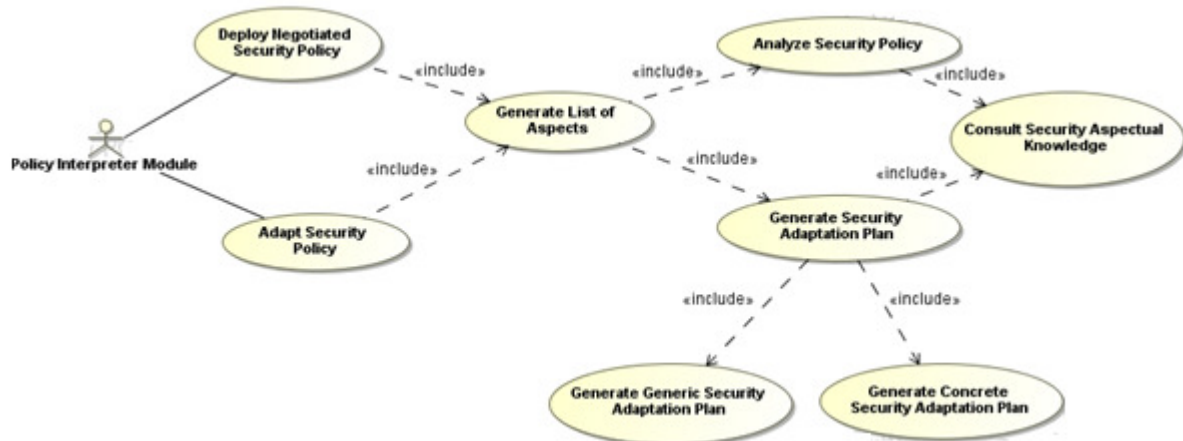 Deploy Negotiated
Security Policy
Analyze Security Policy
«include»
«include»
«include»
Generate List of
Aspects
Consult Security Aspectual
Knowledge
Policy Interpreter Module
«include»
«include»
«include»
Adapt Security
Policy
Generate Security
Adaptation Plan
«include»
«include»
Generate Generic Security
Adaptation Plan
Generate Concrete
Security Adaptation Plan